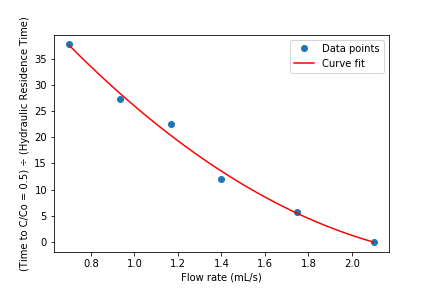 (Time to C/Co = 0.5) ÷ (Hydraulic Residence Time)
35
30
25
20
15
10
5
0
Data points
Curve fit
0.8 1.0 1.2 1.4 1.6 1.8 2.0
Flow rate (mL/s)